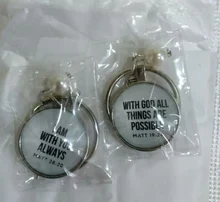 I AM
WITH YOU
ALWAYS
MATT 28:20
WITH GOD ALL
THINGS ARE
POSSIBLE
MATT 19:26